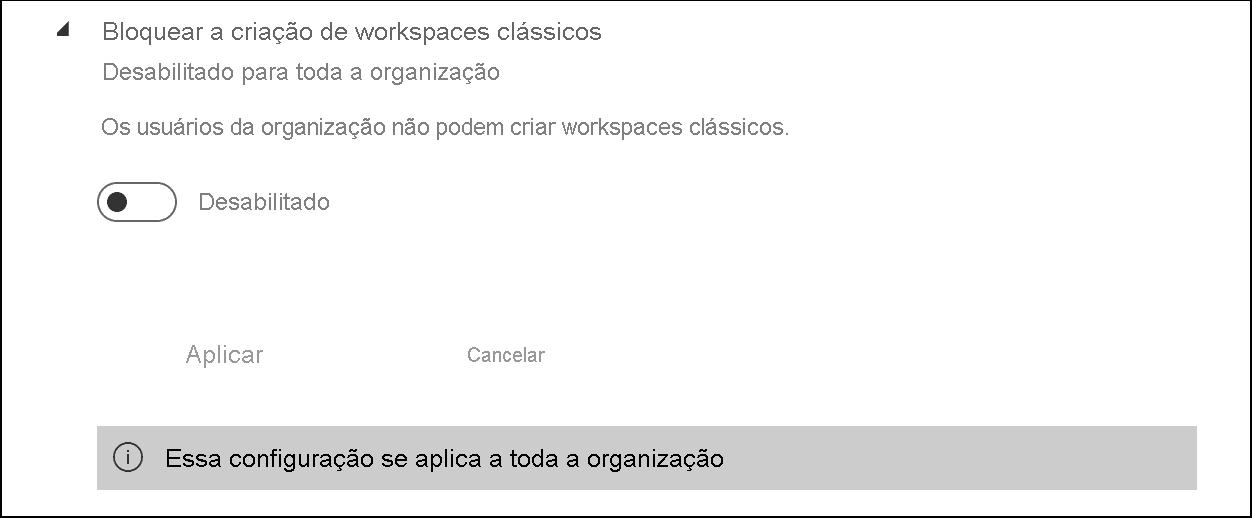 Bloquear a criação de workspaces clássicos
Desabilitado para toda a organização
Os usuários da organização não podem criar workspaces clássicos.
Desabilitado
Aplicar Cancelar
Essa configuração se aplica a toda a organização